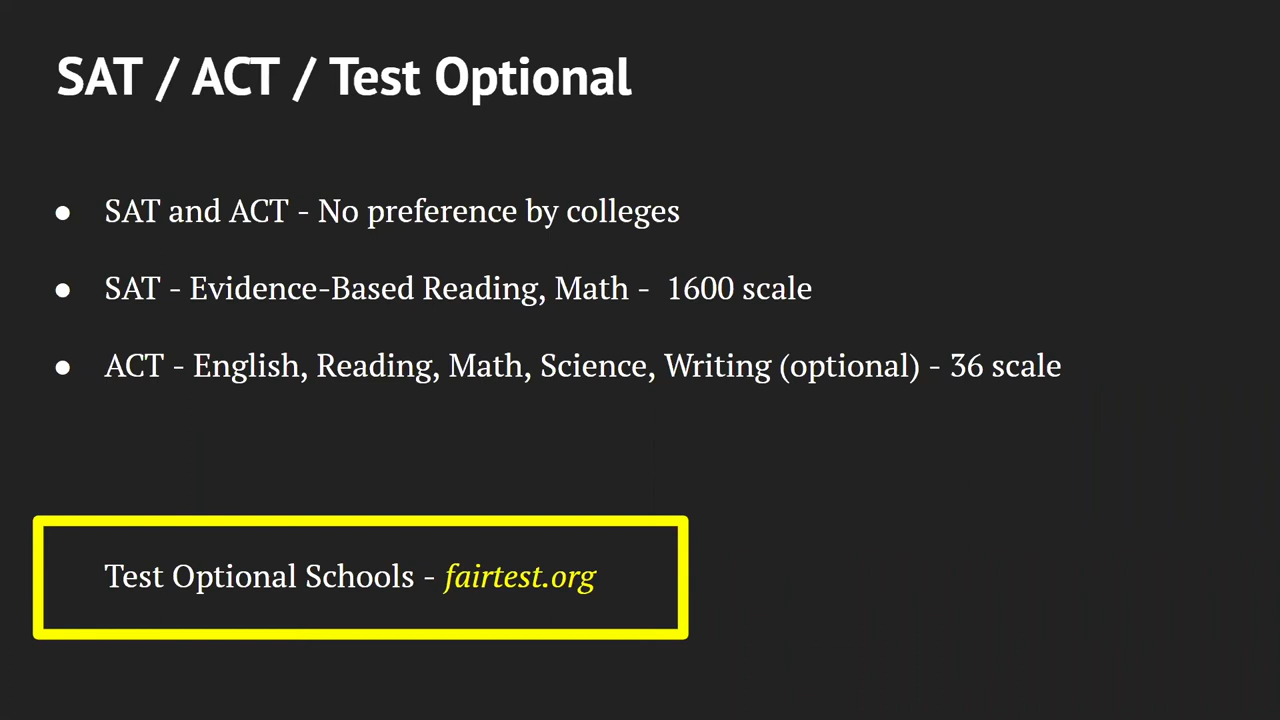 SAT / ACT / Test Optional
● SAT and ACT - No preference by colleges
● SAT - Evidence-Based Reading, Math - 1600 scale
● ACT - English, Reading, Math, Science, Writing (optional) - 36 scale
Test Optional Schools - fairtest.org